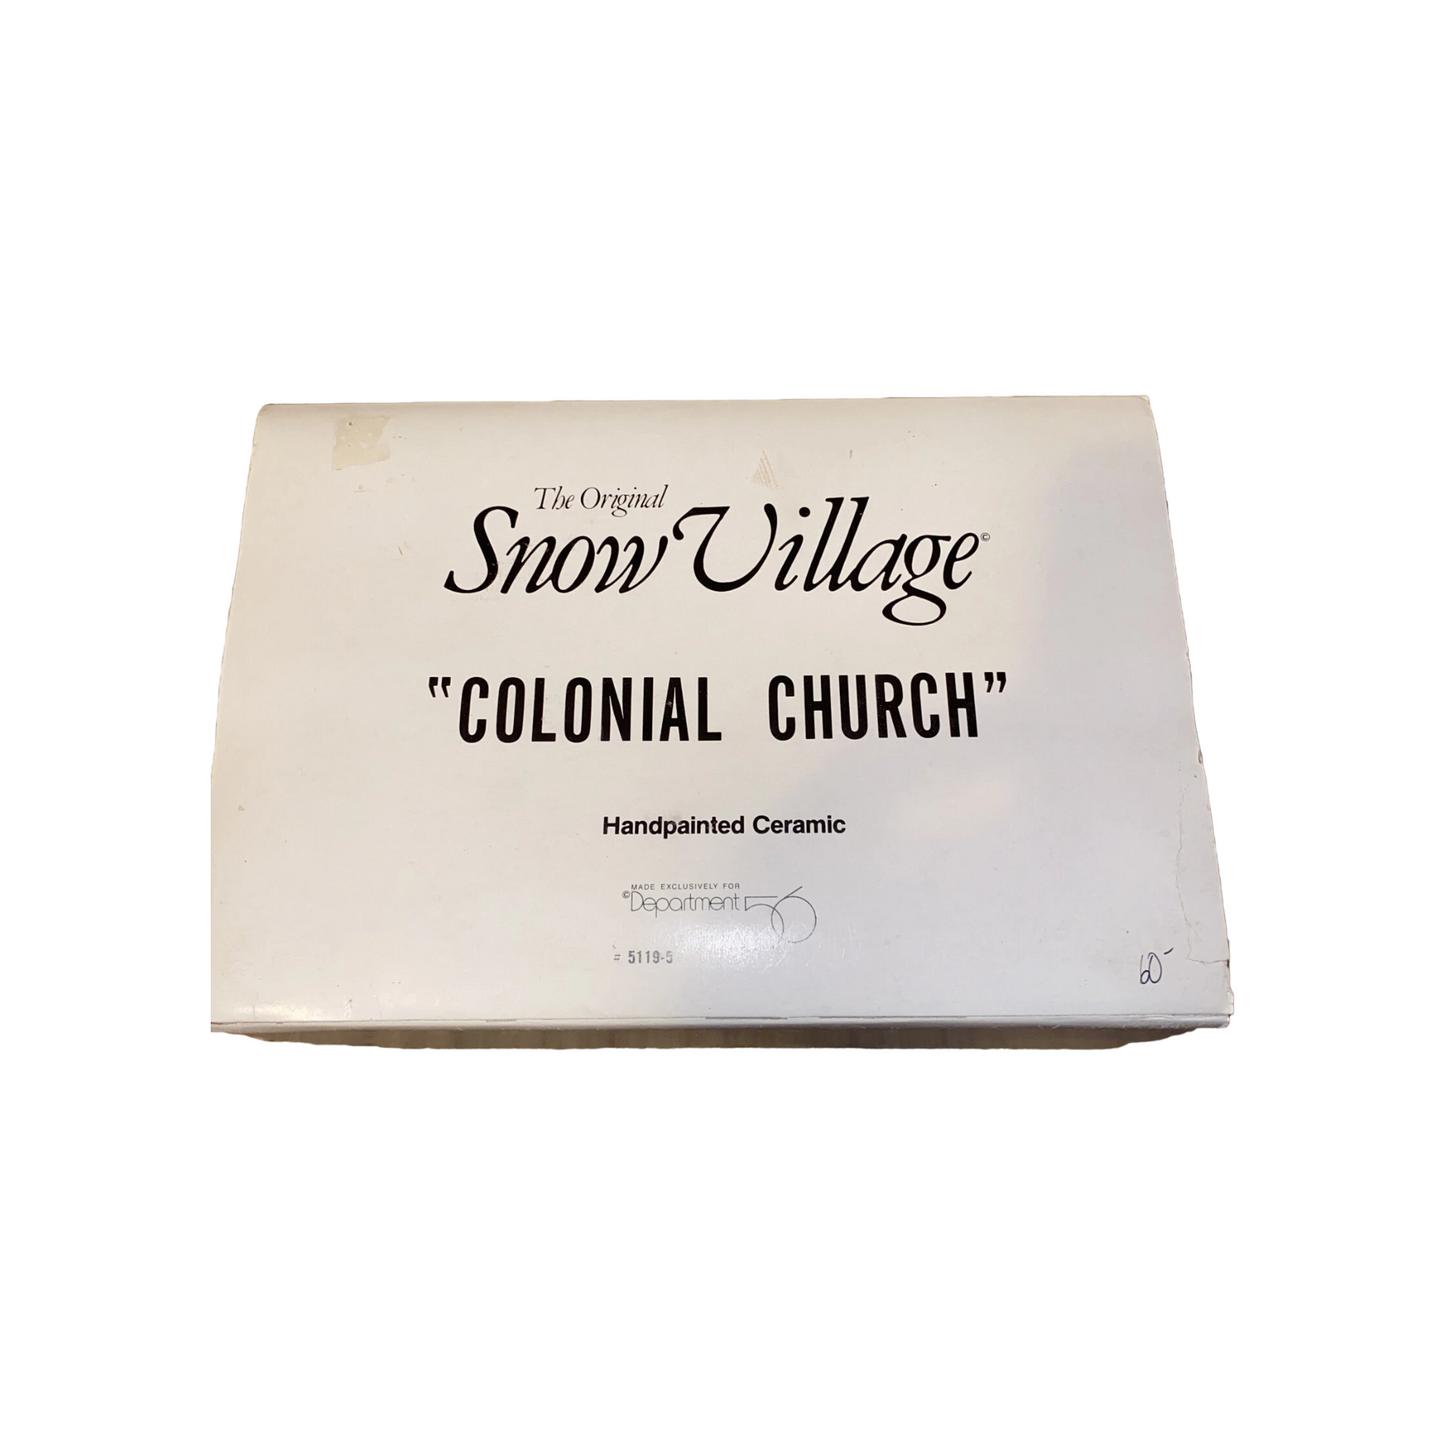 The Original
Snow Village©
"COLONIAL CHURCH"
Handpainted Ceramic
MADE EXCLUSIVELY FOR
©Department 56
# 5119-5
60-